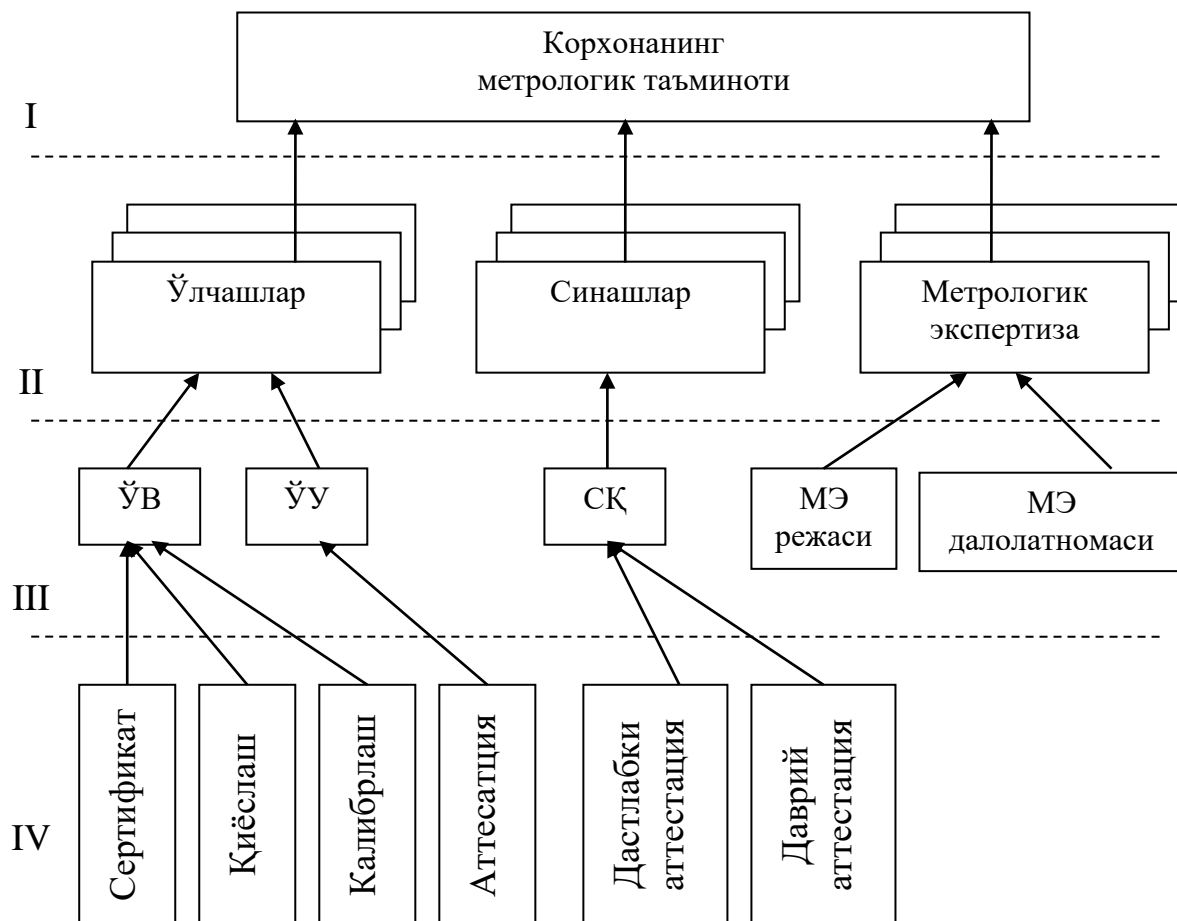 Корхонанинг
метрологик таъминоти
I
Ўлчашлар
Синашлар
Метрологик
экспертиза
II
ЎВ
ЎУ
СҚ
МЭ
режаси
МЭ
далолатномаси
III
Сертификат
Қиёслаш
Калибрлаш
Аттесатция
Дастлабки
аттестация
Даврий
аттестация
IV